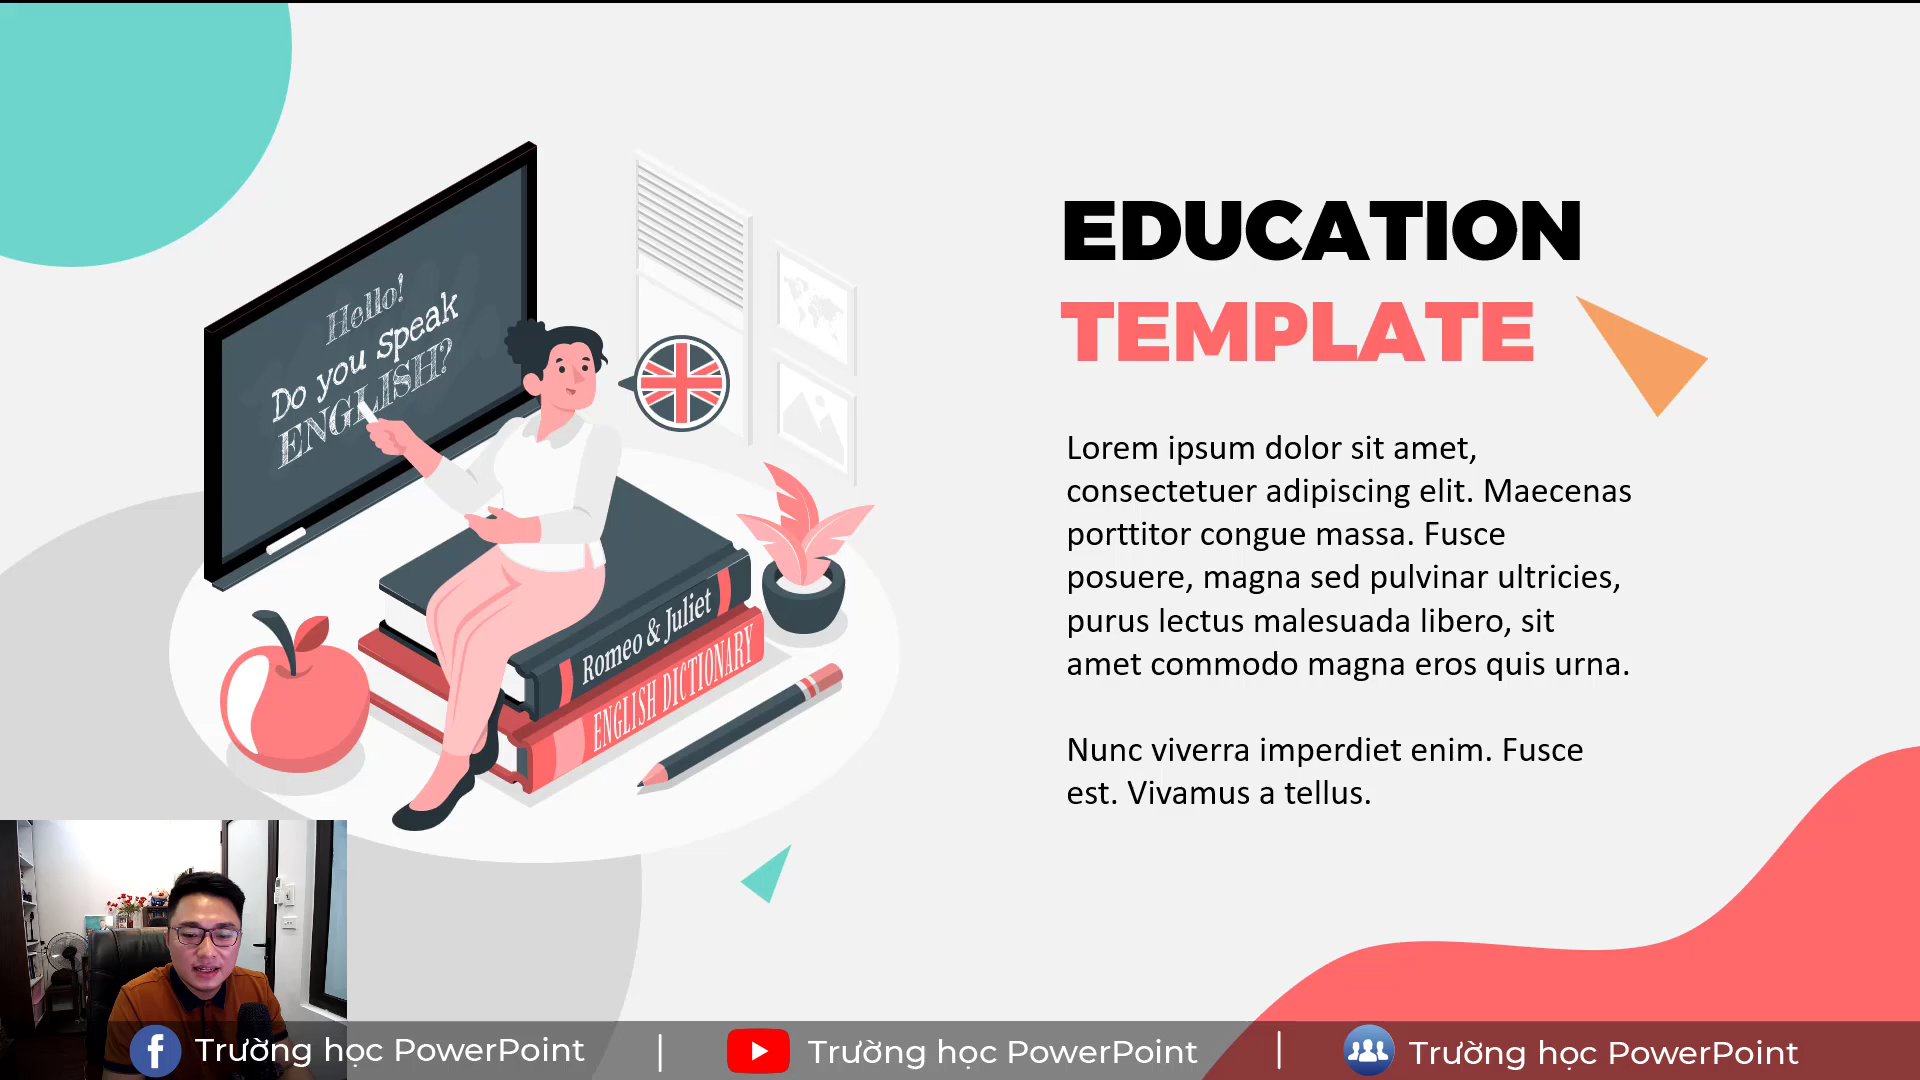 Hello!
Do you speak
ENGLISH?
EDUCATION
TEMPLATE
Lorem ipsum dolor sit amet,
consectetuer adipiscing elit. Maecenas
porttitor congue massa. Fusce
posuere, magna sed pulvinar ultricies,
purus lectus malesuada libero, sit
amet commodo magna eros quis urna.
Nunc viverra imperdiet enim. Fusce
est. Vivamus a tellus.
Romeo & Juliet
ENGLISH DICTIONARY
Trường học PowerPoint | Trường học PowerPoint | Trường học PowerPoint